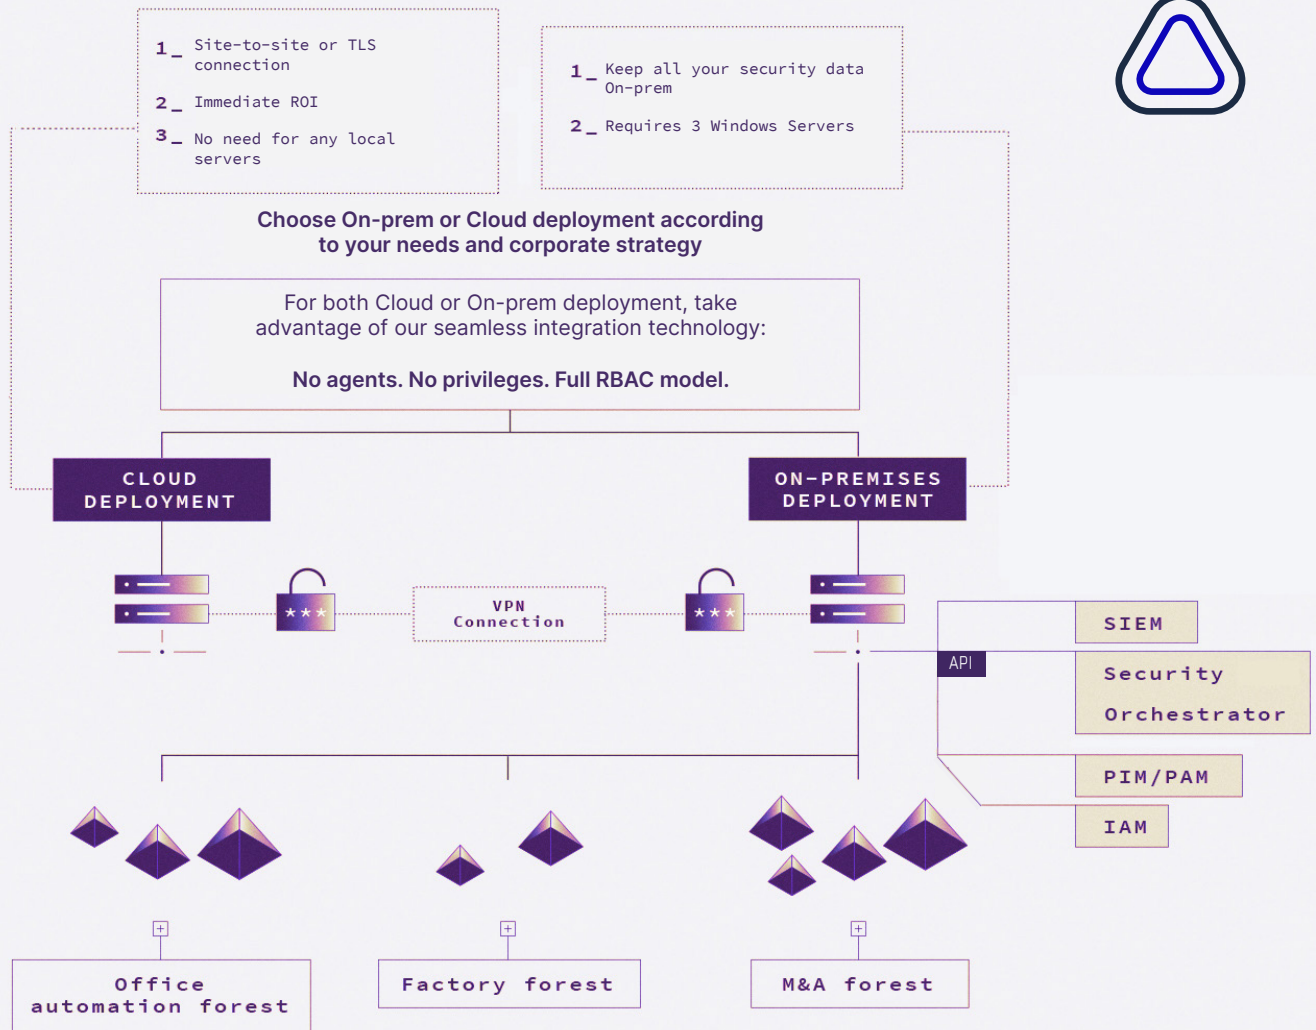 1_ Site-to-site or TLS
connection
2_ Immediate ROI
3_ No need for any local
servers
1_ Keep all your security data
On-prem
2_ Requires 3 Windows Servers
Choose On-prem or Cloud deployment according
to your needs and corporate strategy
For both Cloud or On-prem deployment, take
advantage of our seamless integration technology:
No agents. No privileges. Full RBAC model.
CLOUD
DEPLOYMENT
ON-PREMISES
DEPLOYMENT
***
VPN
Connection
***
SIEM
API
Security
Orchestrator
PIM/PAM
IAM
+
+
+
Office
automation forest
Factory forest
M&A forest